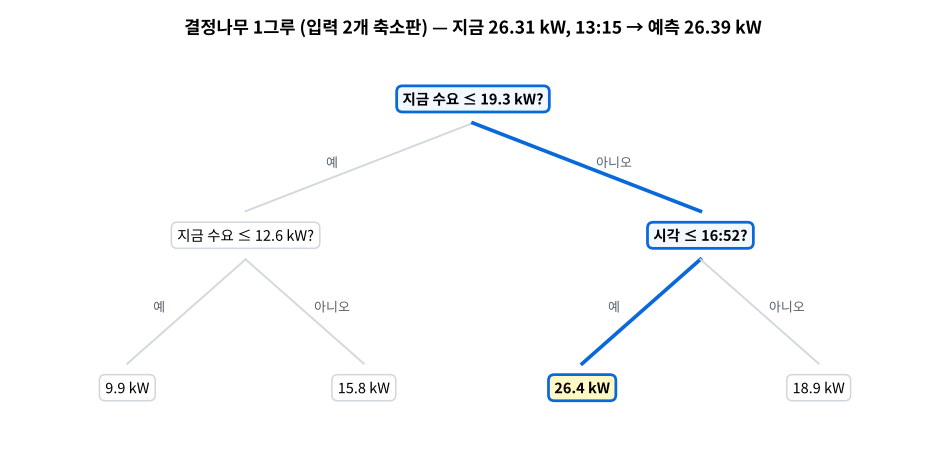 결정나무 1그루 (입력 2개 축소판) — 지금 26.31 kW, 13:15 → 예측 26.39 kW
지금 수요 ≤ 19.3 kW?
예
아니오
지금 수요 ≤ 12.6 kW?
시각 ≤ 16:52?
예
아니오
예
아니오
9.9 kW
15.8 kW
26.4 kW
18.9 kW